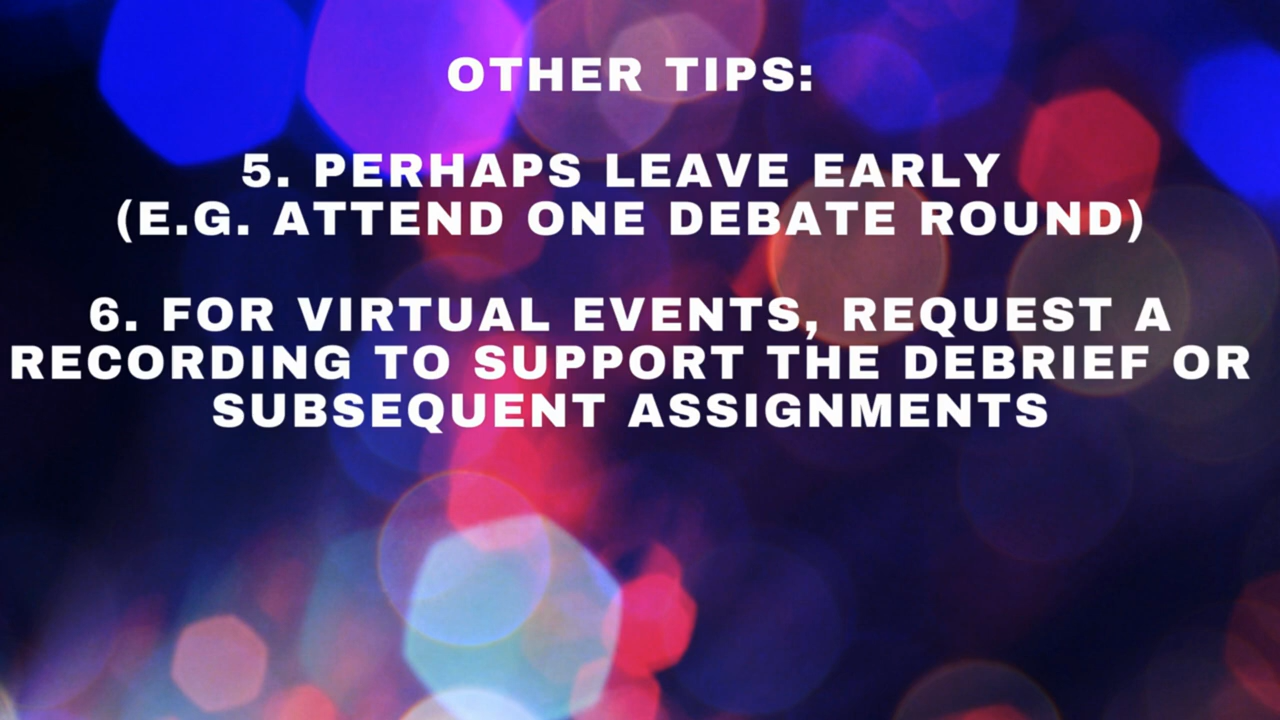 OTHER TIPS:
5. PERHAPS LEAVE EARLY
(E.G. ATTEND ONE DEBATE ROUND)
6. FOR VIRTUAL EVENTS, REQUEST A
RECORDING TO SUPPORT THE DEBRIEF OR
SUBSEQUENT ASSIGNMENTS